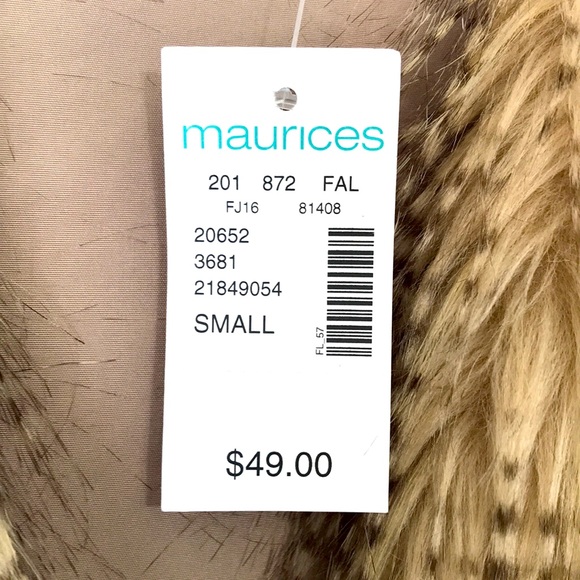 maurices
201 872 FAL
FJ16 81408
20652
3681
21849054
SMALL
FL_57
$49.00